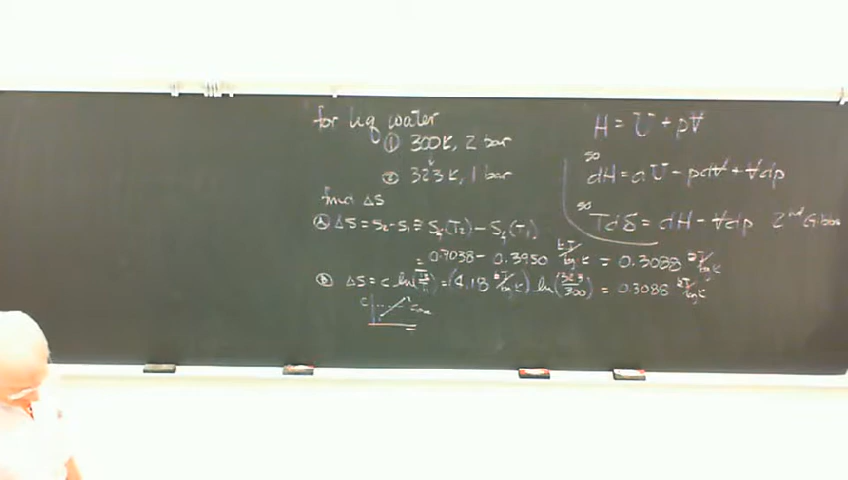 for liq water
① 300K, 2 bar
↓
② 323K, 1 bar
find ΔS
Ⓐ ΔS = S₂ - S₁ ≅ S_f(T₂) - S_f(T₁)
= 0.7038 - 0.3950 kJ/kg·K = 0.3088 kJ/kg·K
Ⓑ ΔS = c ln(T₂/T₁) = (4.18 kJ/kg·K) ln(323/300) = 0.3088 kJ/kg·K
c
H = U + pV
so
dH = dU - pdV + Vdp
so
TdS = dH - Vdp 2nd Gibbs